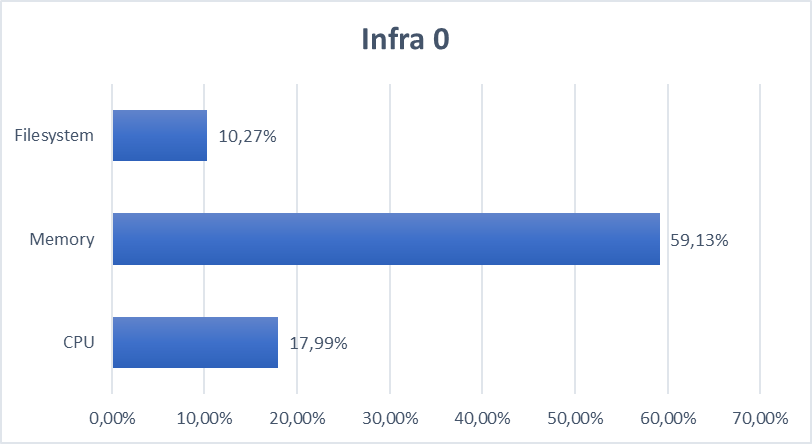 Infra 0
Filesystem
10,27%
Memory
59,13%
CPU
17,99%
0,00% 10,00% 20,00% 30,00% 40,00% 50,00% 60,00% 70,00%